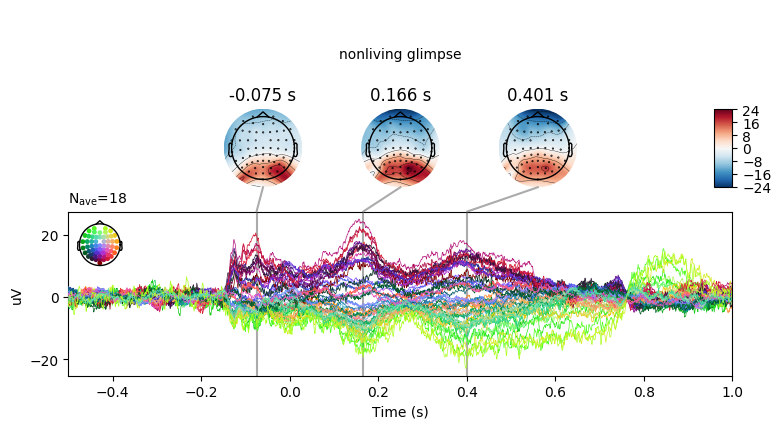 nonliving glimpse
-0.075 s 0.166 s 0.401 s
24
16
8
0
−8
−16
−24
Nave=18
20
0
−20
uV
−0.4 −0.2 0.0 0.2 0.4 0.6 0.8 1.0
Time (s)